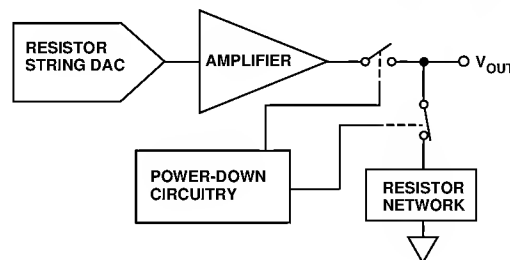 RESISTOR
STRING DAC
AMPLIFIER
VOUT
POWER-DOWN
CIRCUITRY
RESISTOR
NETWORK